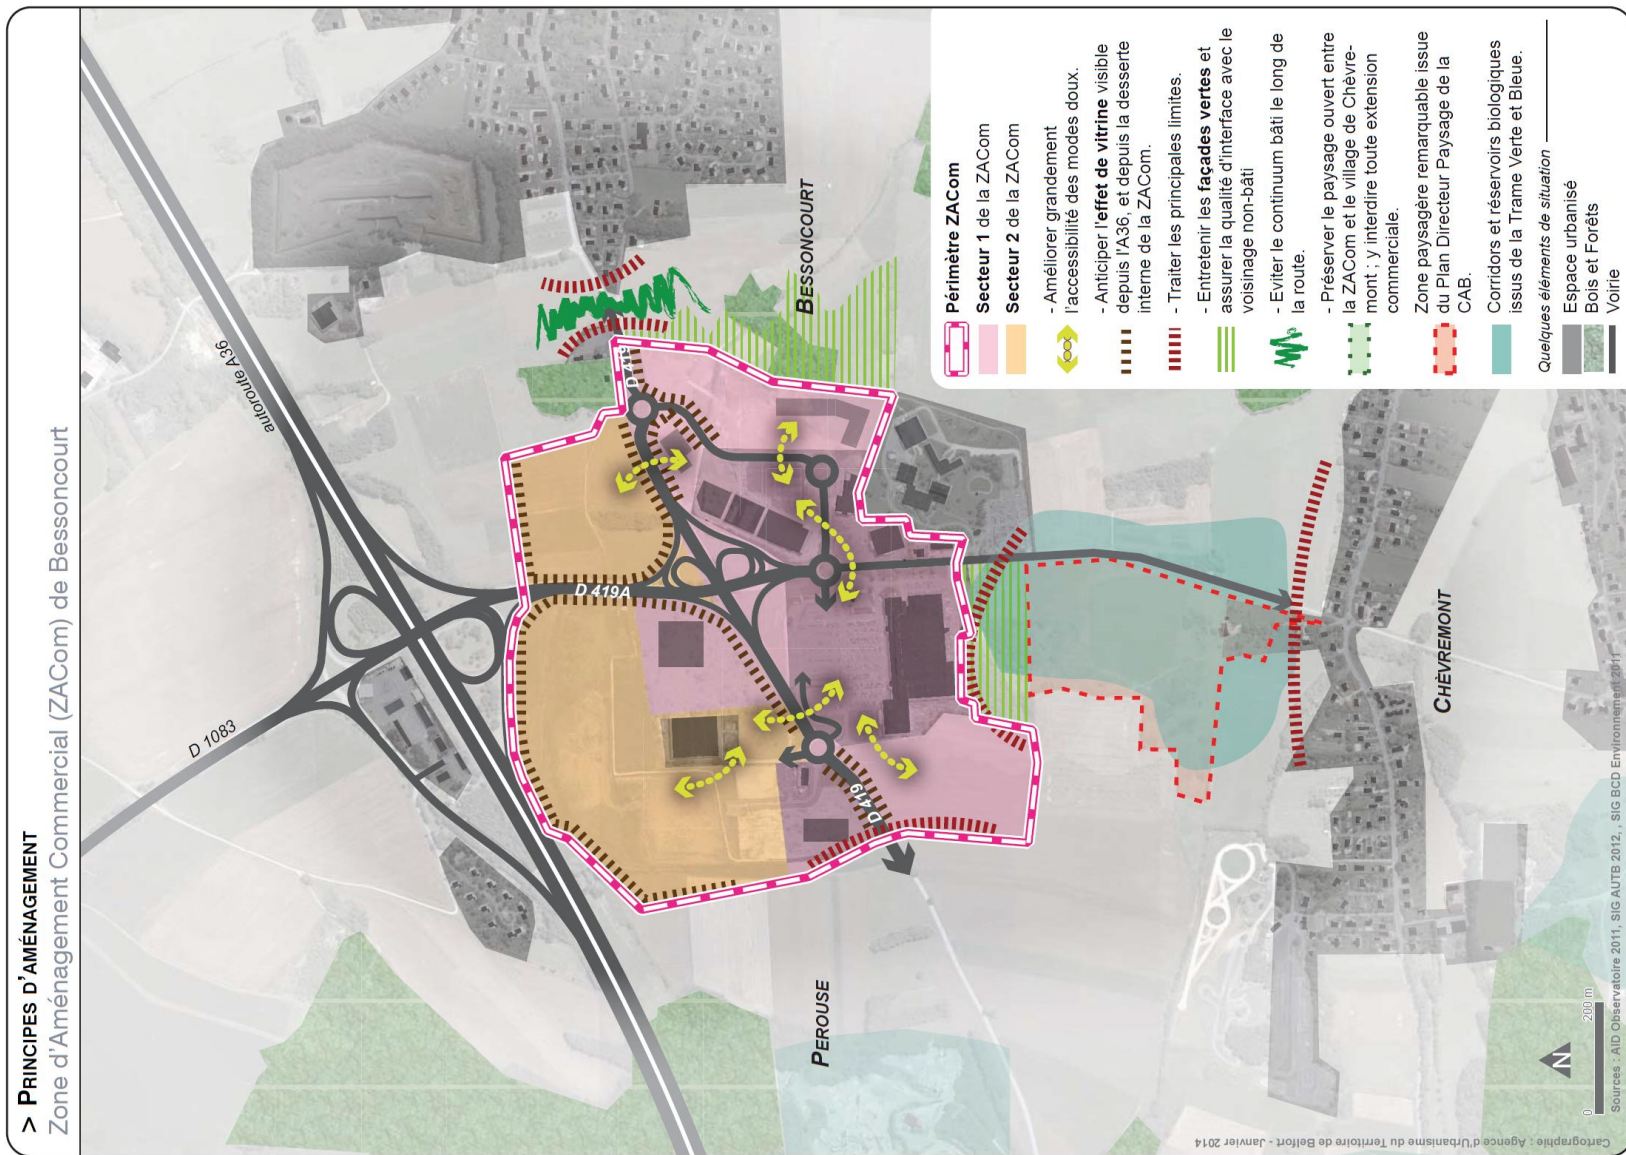 > PRINCIPES D'AMÉNAGEMENT
Zone d'Aménagement Commercial (ZACom) de Bessoncourt
autoroute A36
D 1083
D 419A
D 419
D 419
BESSONCOURT
PEROUSE
CHÈVREMONT
Périmètre ZACom
Secteur 1 de la ZACom
Secteur 2 de la ZACom
- Améliorer grandement
l'accessibilité des modes doux.
- Anticiper l'effet de vitrine visible
depuis l'A36, et depuis la desserte
interne de la ZACom.
- Traiter les principales limites.
- Entretenir les façades vertes et
assurer la qualité d'interface avec le
voisinage non-bâti
- Eviter le continuum bâti le long de
la route.
- Préserver le paysage ouvert entre
la ZACom et le village de Chèvre-
mont ; y interdire toute extension
commerciale.
Zone paysagère remarquable issue
du Plan Directeur Paysage de la
CAB.
Corridors et réservoirs biologiques
issus de la Trame Verte et Bleue.
Quelques éléments de situation
Espace urbanisé
Bois et Forêts
Voirie
N
0 200 m
Sources : AID Observatoire 2011, SIG AUTB 2012, , SIG BCD Environnement 2011
Cartographie : Agence d'Urbanisme du Territoire de Belfort - Janvier 2014